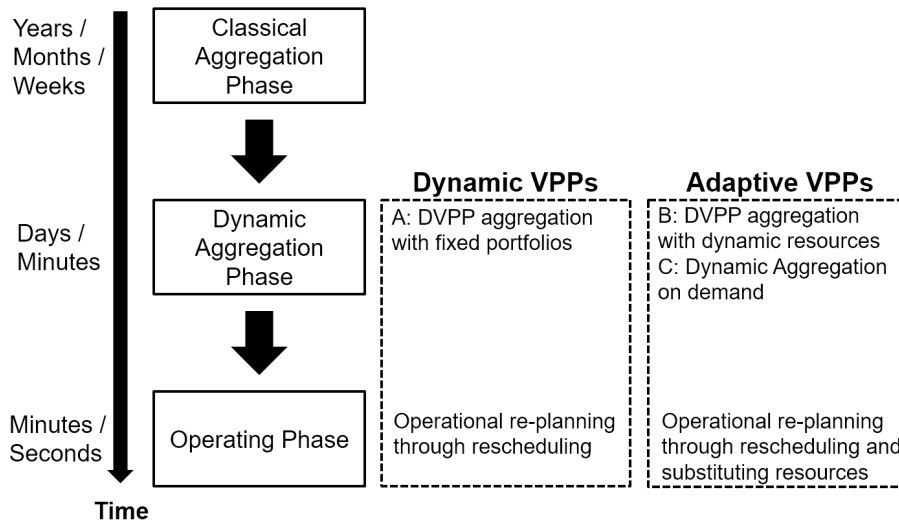 Years /
Months /
Weeks
Classical
Aggregation
Phase
Dynamic VPPs
Adaptive VPPs
Days /
Minutes
Dynamic
Aggregation
Phase
A: DVPP aggregation
with fixed portfolios
B: DVPP aggregation
with dynamic resources
C: Dynamic Aggregation
on demand
Minutes /
Seconds
Operating Phase
Operational re-planning
through rescheduling
Operational re-planning
through rescheduling and
substituting resources
Time